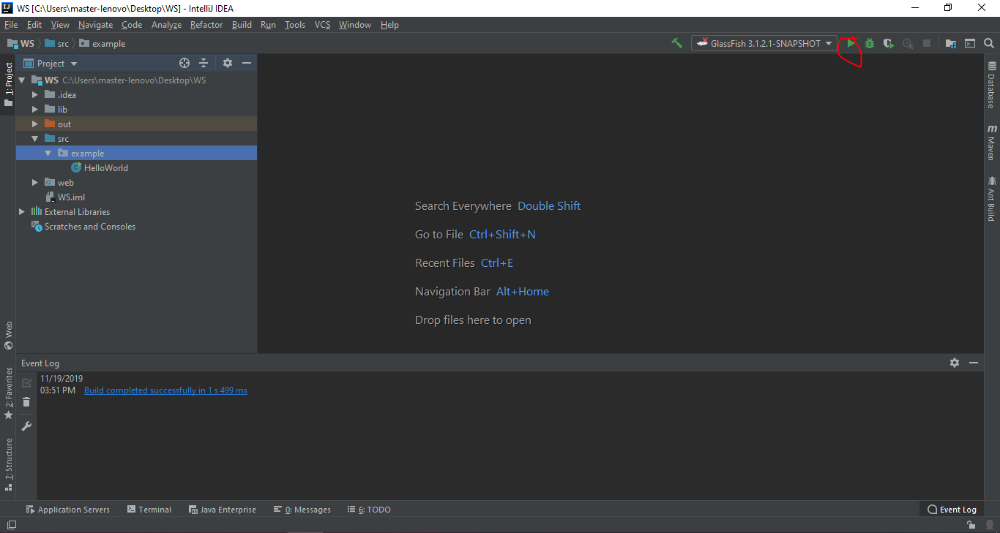 WS [C:\Users\master-lenovo\Desktop\WS] - IntelliJ IDEA
File Edit View Navigate Code Analyze Refactor Build Run Tools VCS Window Help
WS src example GlassFish 3.1.2.1-SNAPSHOT
Project
1: Project
WS C:\Users\master-lenovo\Desktop\WS
.idea
lib
out
src
example
HelloWorld
web
WS.iml
External Libraries
Scratches and Consoles
Search Everywhere Double Shift
Go to File Ctrl+Shift+N
Recent Files Ctrl+E
Navigation Bar Alt+Home
Drop files here to open
Database
m Maven
Ant Build
Web
2: Favorites
7: Structure
Event Log
11/19/2019
03:51 PM Build completed successfully in 1 s 499 ms
Application Servers Terminal Java Enterprise 0: Messages 6: TODO Event Log